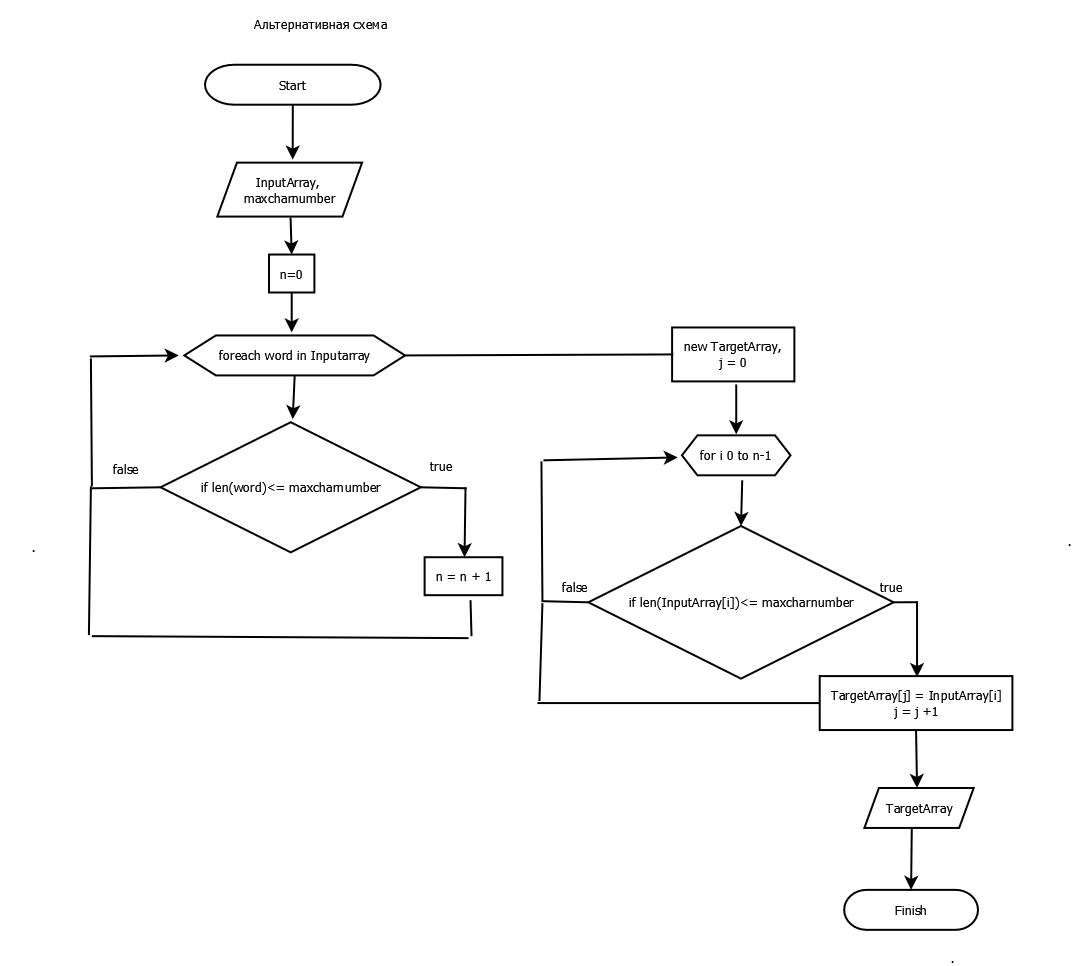 Альтернативная схема
Start
InputArray,
maxcharnumber
n=0
foreach word in Inputarray
false
true
if len(word)<= maxcharnumber
n = n + 1
new TargetArray,
j = 0
for i 0 to n-1
false
true
if len(InputArray[i])<= maxcharnumber
TargetArray[j] = InputArray[i]
j = j +1
TargetArray
Finish